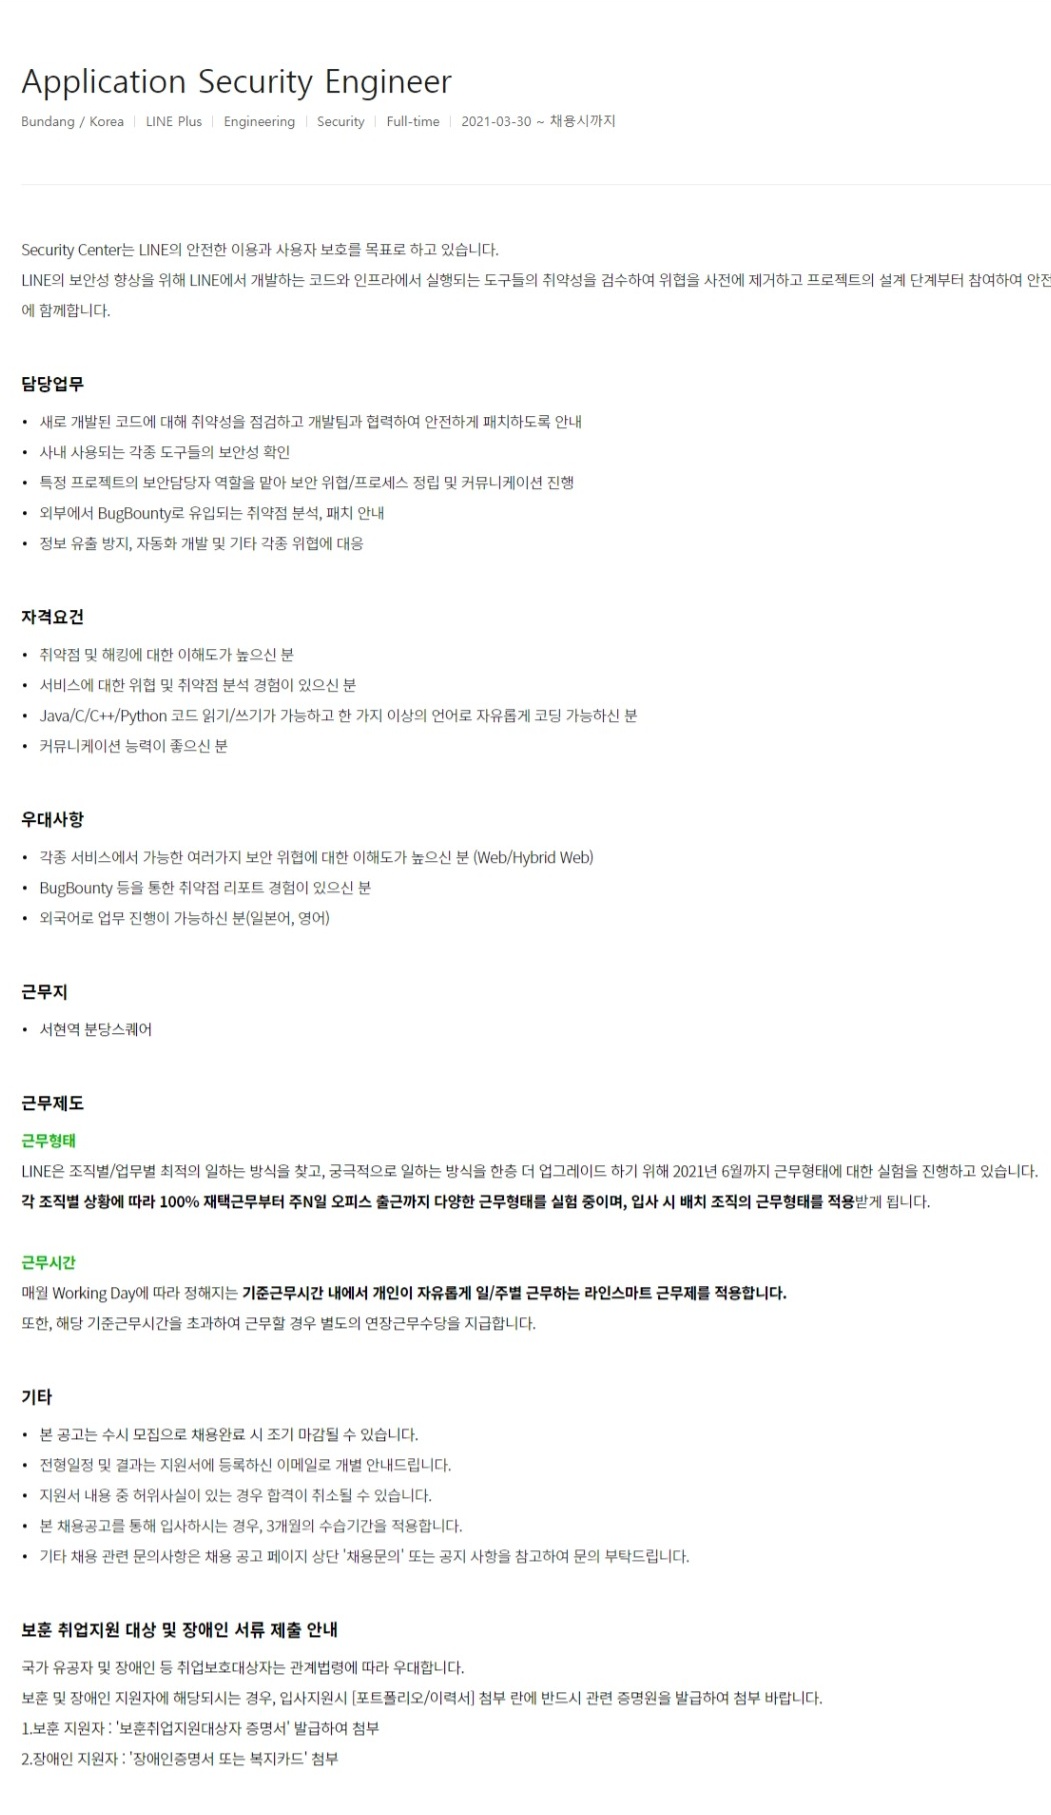 Application Security Engineer
Bundang / Korea | LINE Plus | Engineering | Security | Full-time | 2021-03-30 ~ 채용시까지
Security Center는 LINE의 안전한 이용과 사용자 보호를 목표로 하고 있습니다.
LINE의 보안성 향상을 위해 LINE에서 개발하는 코드와 인프라에서 실행되는 도구들의 취약성을 검수하여 위협을 사전에 제거하고 프로젝트의 설계 단계부터 참여하여 안전
에 함께합니다.
담당업무
• 새로 개발된 코드에 대해 취약성을 점검하고 개발팀과 협력하여 안전하게 패치하도록 안내
• 사내 사용되는 각종 도구들의 보안성 확인
• 특정 프로젝트의 보안담당자 역할을 맡아 보안 위협/프로세스 정립 및 커뮤니케이션 진행
• 외부에서 BugBounty로 유입되는 취약점 분석, 패치 안내
• 정보 유출 방지, 자동화 개발 및 기타 각종 위협에 대응
자격요건
• 취약점 및 해킹에 대한 이해도가 높으신 분
• 서비스에 대한 위협 및 취약점 분석 경험이 있으신 분
• Java/C/C++/Python 코드 읽기/쓰기가 가능하고 한 가지 이상의 언어로 자유롭게 코딩 가능하신 분
• 커뮤니케이션 능력이 좋으신 분
우대사항
• 각종 서비스에서 가능한 여러가지 보안 위협에 대한 이해도가 높으신 분 (Web/Hybrid Web)
• BugBounty 등을 통한 취약점 리포트 경험이 있으신 분
• 외국어로 업무 진행이 가능하신 분(일본어, 영어)
근무지
• 서현역 분당스퀘어
근무제도
근무형태
LINE은 조직별/업무별 최적의 일하는 방식을 찾고, 궁극적으로 일하는 방식을 한층 더 업그레이드 하기 위해 2021년 6월까지 근무형태에 대한 실험을 진행하고 있습니다.
각 조직별 상황에 따라 100% 재택근무부터 주N일 오피스 출근까지 다양한 근무형태를 실험 중이며, 입사 시 배치 조직의 근무형태를 적용받게 됩니다.
근무시간
매월 Working Day에 따라 정해지는 기준근무시간 내에서 개인이 자유롭게 일/주별 근무하는 라인스마트 근무제를 적용합니다.
또한, 해당 기준근무시간을 초과하여 근무할 경우 별도의 연장근무수당을 지급합니다.
기타
• 본 공고는 수시 모집으로 채용완료 시 조기 마감될 수 있습니다.
• 전형일정 및 결과는 지원서에 등록하신 이메일로 개별 안내드립니다.
• 지원서 내용 중 허위사실이 있는 경우 합격이 취소될 수 있습니다.
• 본 채용공고를 통해 입사하시는 경우, 3개월의 수습기간을 적용합니다.
• 기타 채용 관련 문의사항은 채용 공고 페이지 상단 '채용문의' 또는 공지 사항을 참고하여 문의 부탁드립니다.
보훈 취업지원 대상 및 장애인 서류 제출 안내
국가 유공자 및 장애인 등 취업보호대상자는 관계법령에 따라 우대합니다.
보훈 및 장애인 지원자에 해당되시는 경우, 입사지원시 [포트폴리오/이력서] 첨부 란에 반드시 관련 증명원을 발급하여 첨부 바랍니다.
1.보훈 지원자 : '보훈취업지원대상자 증명서' 발급하여 첨부
2.장애인 지원자 : '장애인증명서 또는 복지카드' 첨부